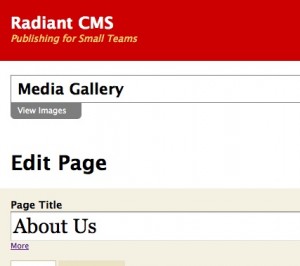 Radiant CMS
Publishing for Small Teams
Media Gallery
View Images
Edit Page
Page Title
About Us
More